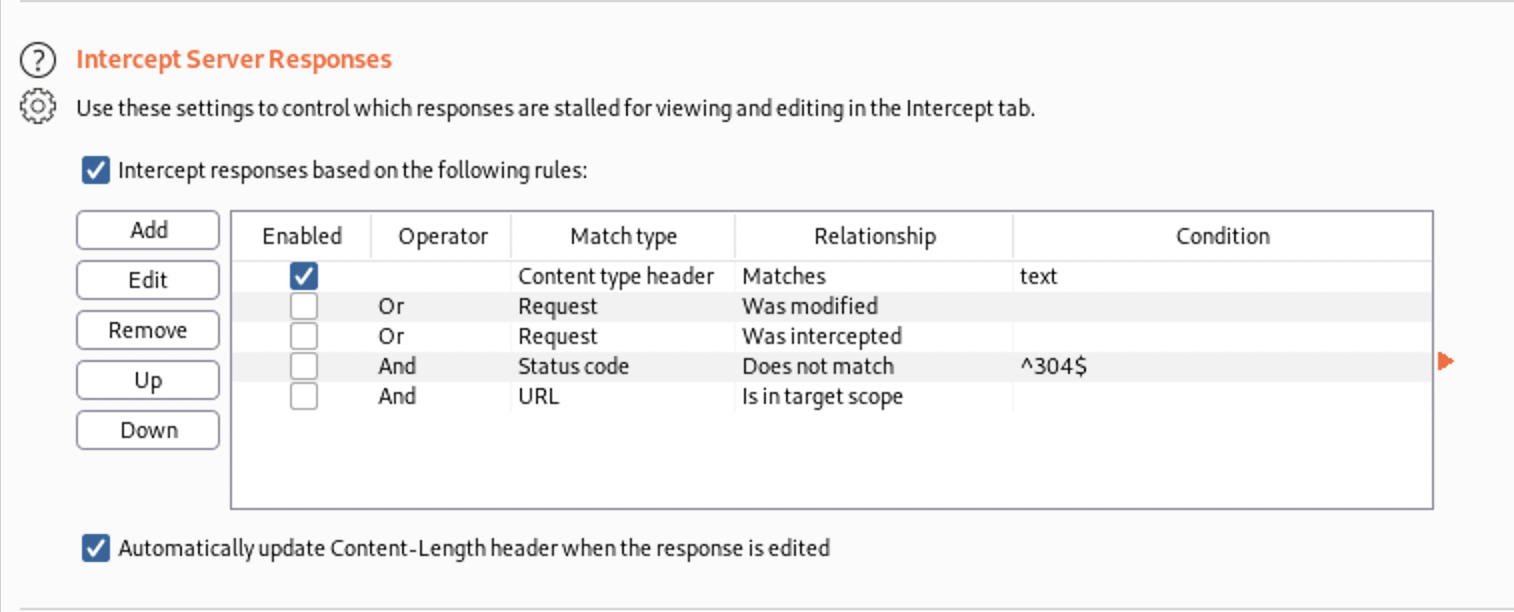 Intercept Server Responses
Use these settings to control which responses are stalled for viewing and editing in the Intercept tab.
Intercept responses based on the following rules:
Add
Edit
Remove
Up
Down
Enabled Operator Match type Relationship Condition
Content type header Matches text
Or Request Was modified
Or Request Was intercepted
And Status code Does not match ^304$
And URL Is in target scope
Automatically update Content-Length header when the response is edited